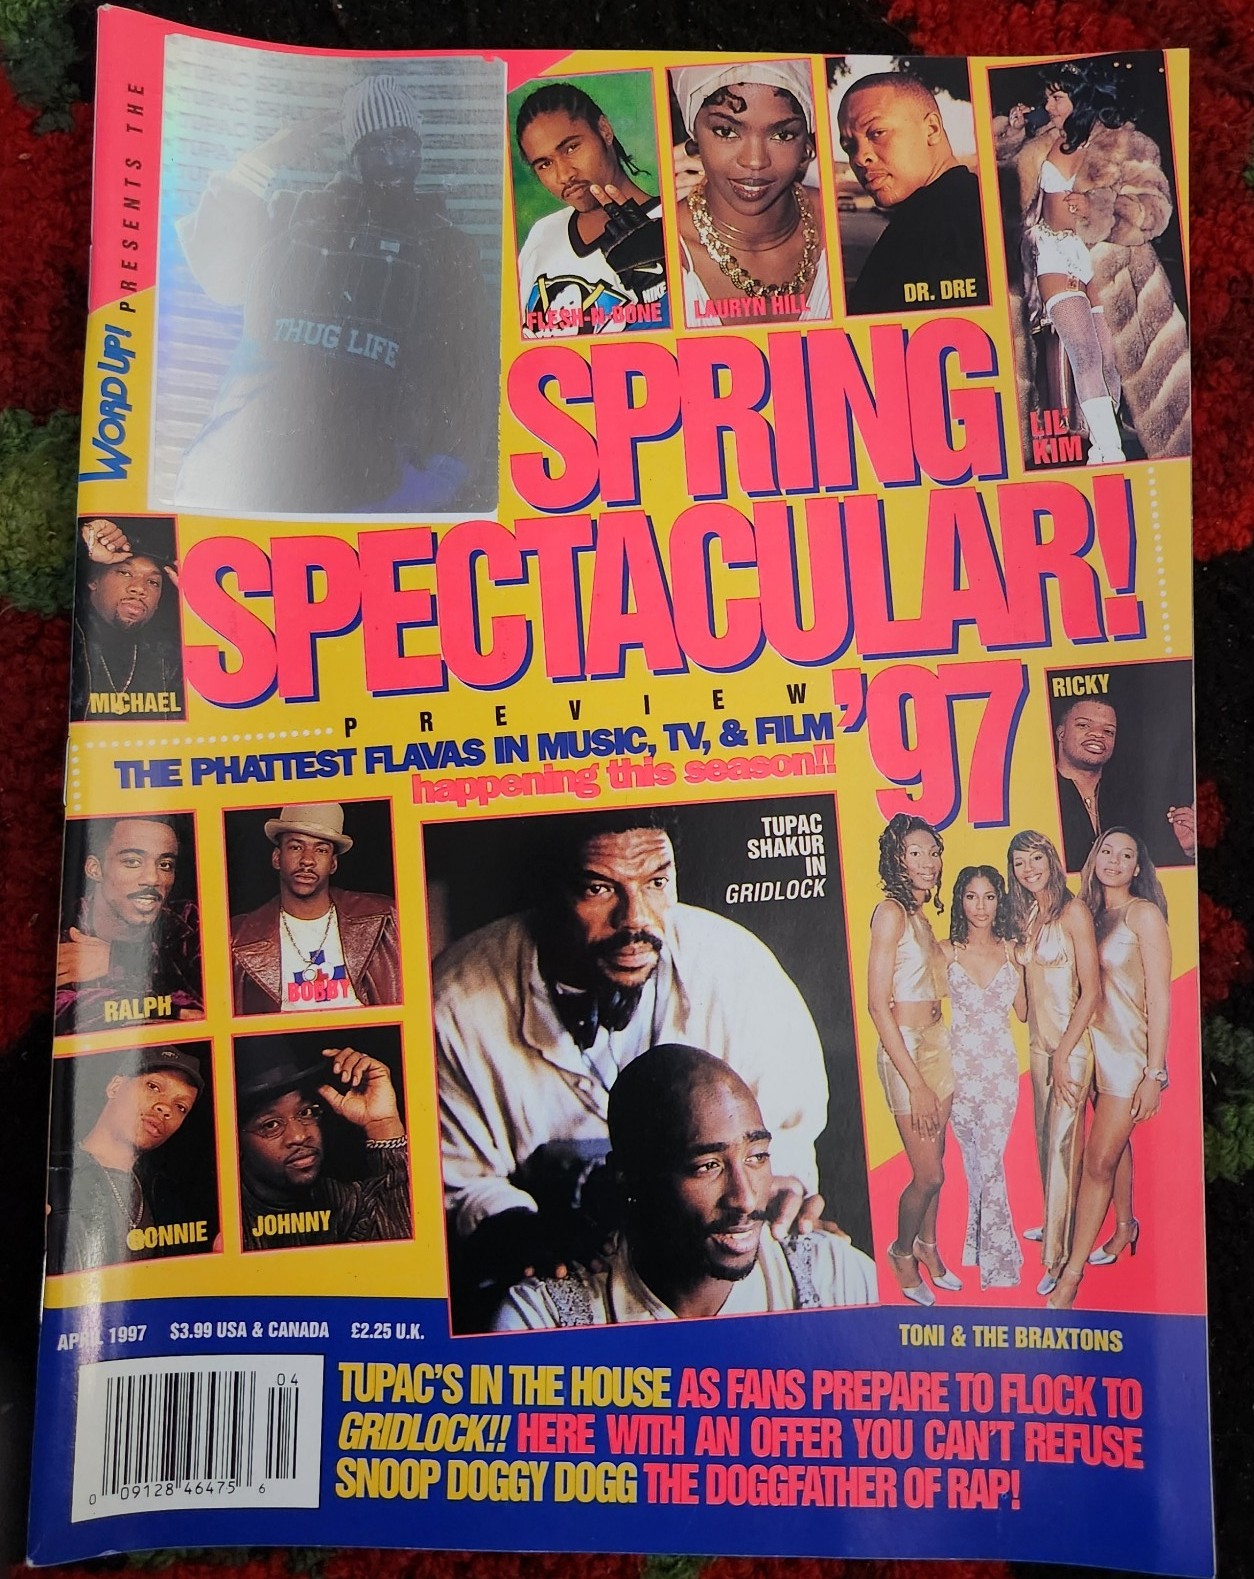 WORD UP! PRESENTS THE
THUG LIFE
FLESH-N-BONE
NIKE
LAURYN HILL
DR. DRE
LIL'
KIM
SPRING
SPECTACULAR!
'97
PREVIEW
THE PHATTEST FLAVAS IN MUSIC, TV, & FILM
happening this season!!
MICHAEL
RICKY
RALPH
BOBBY
RONNIE
JOHNNY
TUPAC
SHAKUR
IN
GRIDLOCK
TONI & THE BRAXTONS
APRIL 1997 $3.99 USA & CANADA £2.25 U.K.
04
0 09128 46475 6
TUPAC'S IN THE HOUSE AS FANS PREPARE TO FLOCK TO
GRIDLOCK!! HERE WITH AN OFFER YOU CAN'T REFUSE
SNOOP DOGGY DOGG THE DOGGFATHER OF RAP!